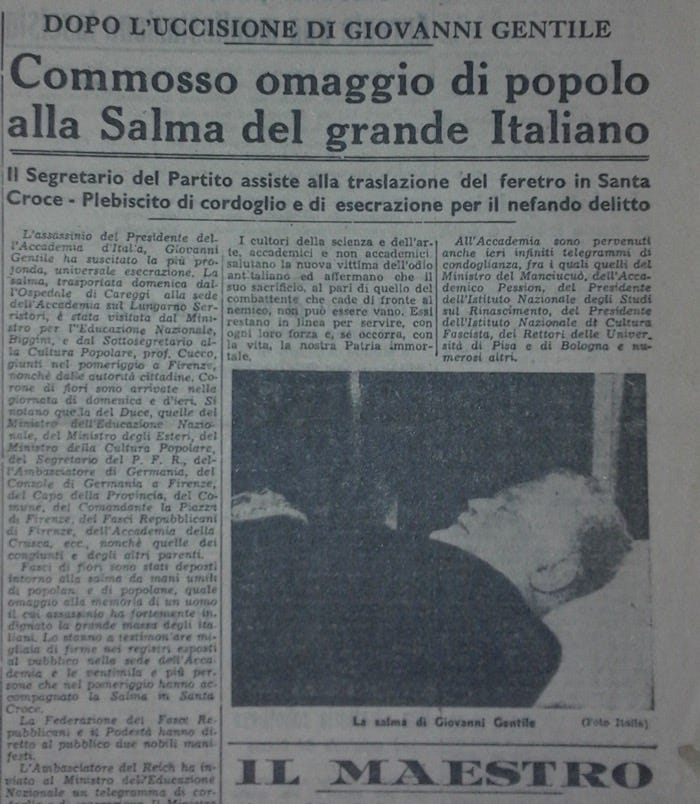 DOPO L'UCCISIONE DI GIOVANNI GENTILE
Commosso omaggio di popolo
alla Salma del grande Italiano
Il Segretario del Partito assiste alla traslazione del feretro in Santa
Croce - Plebiscito di cordoglio e di esecrazione per il nefando delitto
L'assassinio del Presidente del-
l'Accademia d'Italia, Giovanni
Gentile ha suscitato la più pro-
fonda, universale esecrazione. La
salma, trasportata domenica dal-
l'Ospedale di Careggi alla sede
dell'Accademia sul Lungarno Ser-
ristori, è stata visitata dal Mini-
stro per l'Educazione Nazionale,
Biggini, e dal Sottosegretario al-
la Cultura Popolare, prof. Cucco,
giunti nel pomeriggio a Firenze,
nonchè dalle autorità cittadine. Co-
rone di fiori sono arrivate nella
giornata di domenica e d'ieri. Si
notano quella del Duce, quelle del
Ministro dell'Educazione Nazio-
nale, del Ministro degli Esteri, del
Ministro della Cultura Popolare,
del Segretario del P. F. R., del-
l'Ambasciatore di Germania, del
Console di Germania a Firenze,
del Capo della Provincia, del Co-
mune, del Comandante la Piazza
di Firenze, dei Fasci Repubblicani
di Firenze, dell'Accademia della
Crusca, ecc., nonchè quelle dei
congiunti e degli altri parenti.
Fasci di fiori sono stati deposti
intorno alla salma da mani umili
di popolani e di popolane, quale
omaggio alla memoria di un uomo
il cui assassinio ha fortemente in-
dignato la grande massa degli ita-
liani. Lo stanno a testimoniare mi-
gliaia di firme nei registri esposti
al pubblico nella sede dell'Acca-
demia e le ventimila e più per-
sone che nel pomeriggio hanno ac-
compagnato la Salma in Santa
Croce.
La Federazione dei Fasci Re-
pubblicani e il Podestà hanno di-
retto al pubblico due nobili mani-
festi.
L'Ambasciatore del Reich ha in-
viato al Ministro dell'Educazione
Nazionale un telegramma di cor-
I cultori della scienza e dell'ar-
te, accademici e non accademici,
salutano la nuova vittima dell'odio
antitaliano ed affermano che il
suo sacrificio, al pari di quello del
combattente che cade di fronte al
nemico, non può essere vano. Essi
restano in linea per servire, con
ogni loro forza e, se occorra, con
la vita, la nostra Patria immor-
tale.
All'Accademia sono pervenuti
anche ieri infiniti telegrammi di
condoglianza, fra i quali quelli del
Ministro del Manciucuò, dell'Acca-
demico Pession, del Presidente
dell'Istituto Nazionale degli Studi
sul Rinascimento, del Presidente
dell'Istituto Nazionale di Cultura
Fascista, dei Rettori delle Univer-
sità di Pisa e di Bologna e nu-
merosi altri.
La salma di Giovanni Gentile (Foto Italia)
IL MAESTRO